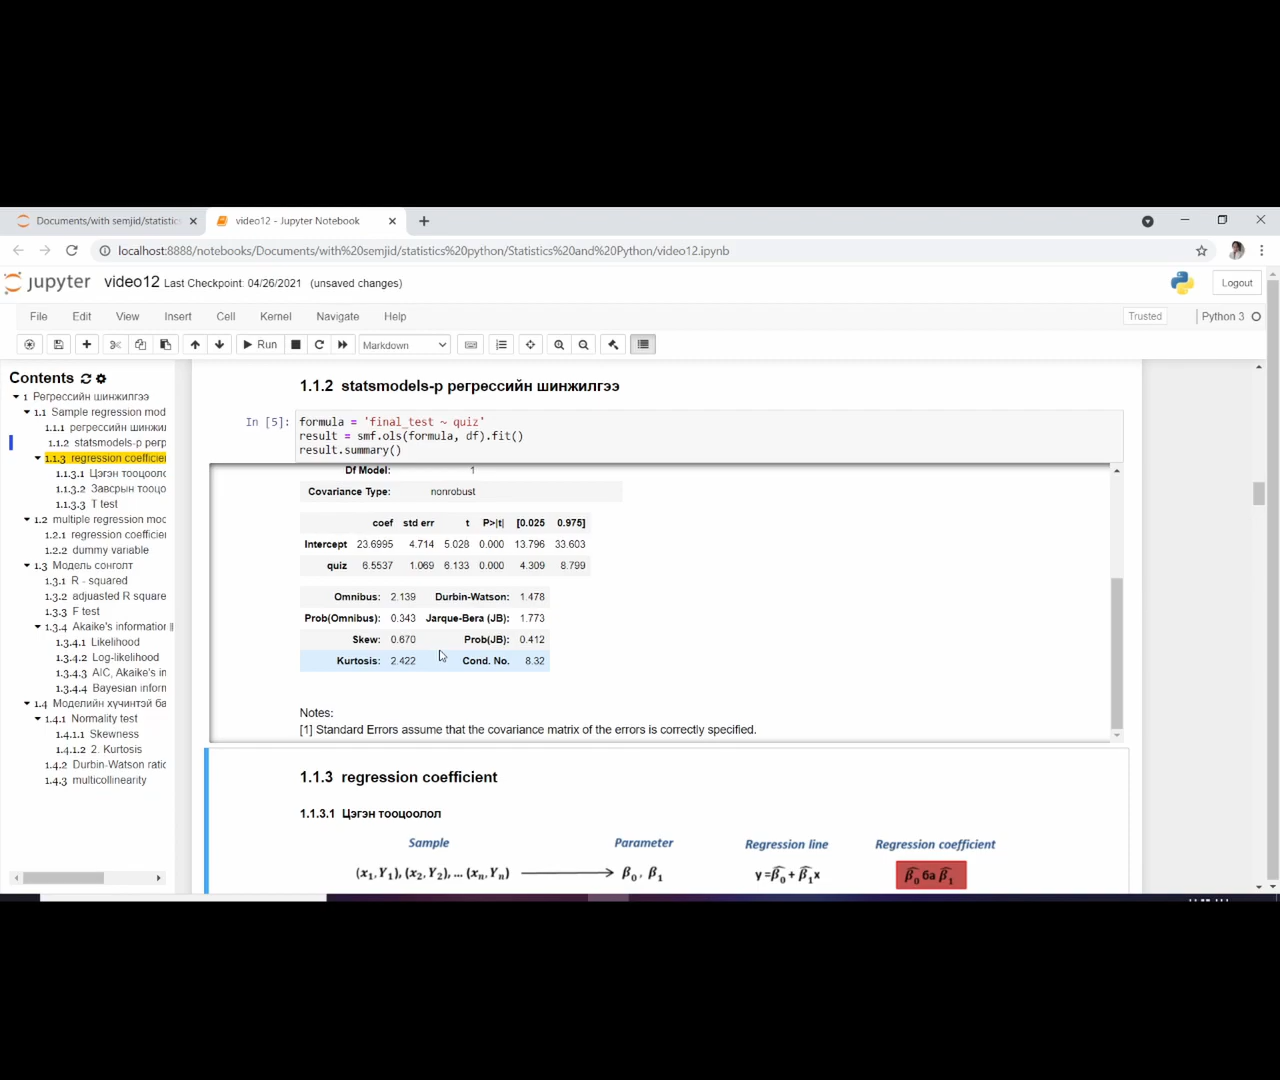 Documents/with semjid/statistic
video12 - Jupyter Notebook
localhost:8888/notebooks/Documents/with%20semjid/statistics%20python/Statistics%20and%20Python/video12.ipynb
jupyter video12 Last Checkpoint: 04/26/2021 (unsaved changes)
Logout
File Edit View Insert Cell Kernel Navigate Help
Trusted Python 3
Run Markdown
Contents
1 Регрессийн шинжилгээ
1.1 Sample regression mod
1.1.1 регрессийн шинжи
1.1.2 statsmodels-р регр
1.1.3 regression coefficie
1.1.3.1 Цэгэн тооцоол
1.1.3.2 Завсрын тооцо
1.1.3.3 T test
1.2 multiple regression mod
1.2.1 regression coefficie
1.2.2 dummy variable
1.3 Модель сонголт
1.3.1 R - squared
1.3.2 adjuasted R square
1.3.3 F test
1.3.4 Akaike's information
1.3.4.1 Likelihood
1.3.4.2 Log-likelihood
1.3.4.3 AIC, Akaike's in
1.3.4.4 Bayesian inforn
1.4 Моделийн хүчинтэй ба
1.4.1 Normality test
1.4.1.1 Skewness
1.4.1.2 2. Kurtosis
1.4.2 Durbin-Watson ratio
1.4.3 multicollinearity
1.1.2 statsmodels-р регрессийн шинжилгээ
In [5]: formula = 'final_test ~ quiz'
result = smf.ols(formula, df).fit()
result.summary()
Df Model: 1
Covariance Type: nonrobust
coef std err t P>|t| [0.025 0.975]
Intercept 23.6995 4.714 5.028 0.000 13.796 33.603
quiz 6.5537 1.069 6.133 0.000 4.309 8.799
Omnibus: 2.139 Durbin-Watson: 1.478
Prob(Omnibus): 0.343 Jarque-Bera (JB): 1.773
Skew: 0.670 Prob(JB): 0.412
Kurtosis: 2.422 Cond. No. 8.32
Notes:
[1] Standard Errors assume that the covariance matrix of the errors is correctly specified.
1.1.3 regression coefficient
1.1.3.1 Цэгэн тооцоолол
Sample Parameter Regression line Regression coefficient
(x₁,Y₁), (x₂,Y₂), ... (xₙ,Yₙ) → β₀, β₁ y =β̂₀ + β̂₁x β̂₀ ба β̂₁